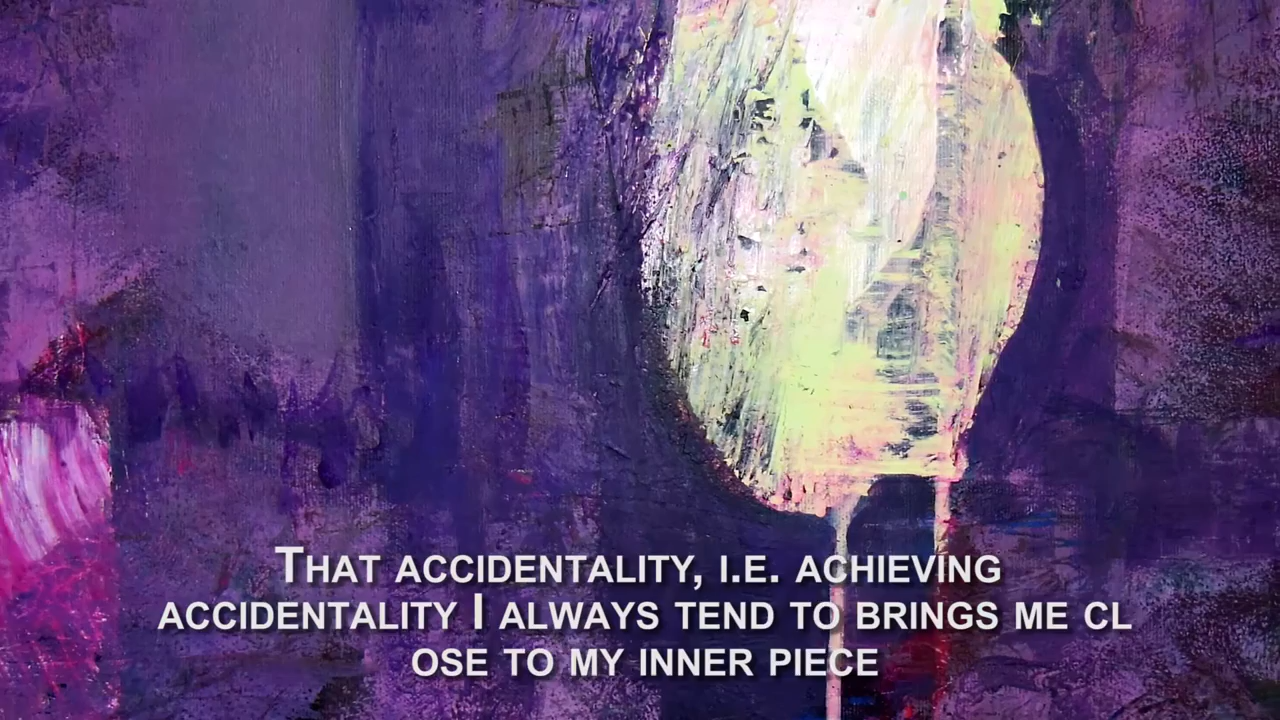 That accidentality, i.e. achieving
accidentality I always tend to brings me cl
ose to my inner piece